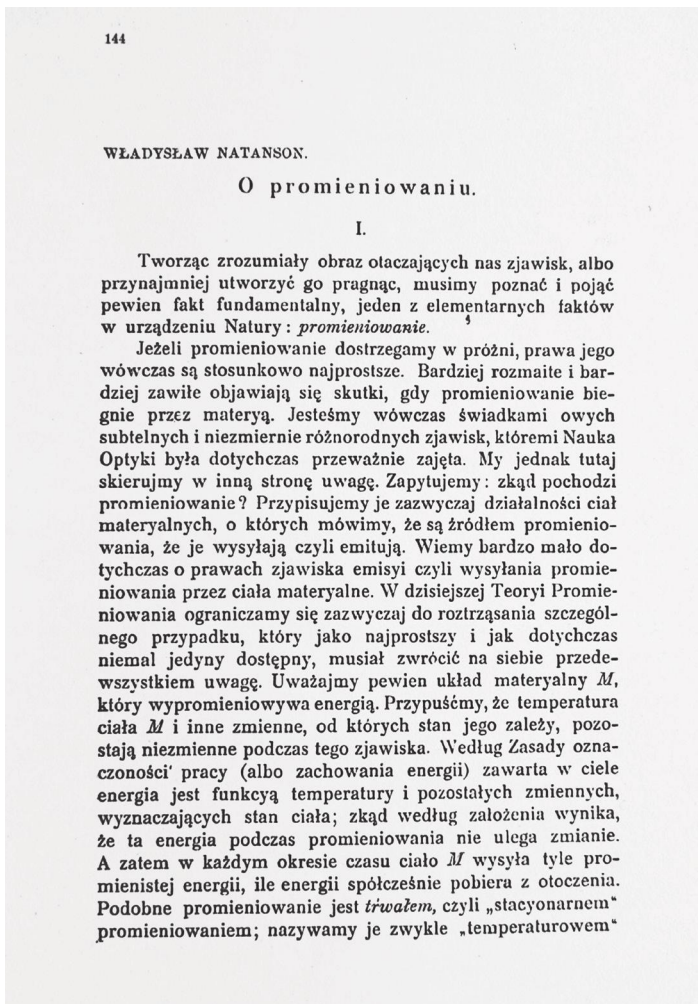 144
WŁADYSŁAW NATANSON.
O promieniowaniu.
I.
Tworząc zrozumiały obraz otaczających nas zjawisk, albo
przynajmniej utworzyć go pragnąc, musimy poznać i pojąć
pewien fakt fundamentalny, jeden z elementarnych faktów
w urządzeniu Natury : promieniowanie.
Jeżeli promieniowanie dostrzegamy w próżni, prawa jego
wówczas są stosunkowo najprostsze. Bardziej rozmaite i bar-
dziej zawiłe objawiają się skutki, gdy promieniowanie bie-
gnie przez materyą. Jesteśmy wówczas świadkami owych
subtelnych i niezmiernie różnorodnych zjawisk, któremi Nauka
Optyki była dotychczas przeważnie zajęta. My jednak tutaj
skierujmy w inną stronę uwagę. Zapytujemy : zkąd pochodzi
promieniowanie? Przypisujemy je zazwyczaj działalności ciał
materyalnych, o których mówimy, że są źródłem promienio-
wania, że je wysyłają czyli emitują. Wiemy bardzo mało do-
tychczas o prawach zjawiska emisyi czyli wysyłania promie-
niowania przez ciała materyalne. W dzisiejszej Teoryi Promie-
niowania ograniczamy się zazwyczaj do roztrząsania szczegól-
nego przypadku, który jako najprostszy i jak dotychczas
niemal jedyny dostępny, musiał zwrócić na siebie przede-
wszystkiem uwagę. Uważajmy pewien układ materyalny M,
który wypromieniowywa energią. Przypuśćmy, że temperatura
ciała M i inne zmienne, od których stan jego zależy, pozo-
stają niezmienne podczas tego zjawiska. Według Zasady ozna-
czoności' pracy (albo zachowania energii) zawarta w ciele
energia jest funkcyą temperatury i pozostałych zmiennych,
wyznaczających stan ciała; zkąd według założenia wynika,
że ta energia podczas promieniowania nie ulega zmianie.
A zatem w każdym okresie czasu ciało M wysyła tyle pro-
mienistej energii, ile energii spółcześnie pobiera z otoczenia.
Podobne promieniowanie jest trwałem, czyli „stacyonarnem“
promieniowaniem; nazywamy je zwykle „temperaturowem“